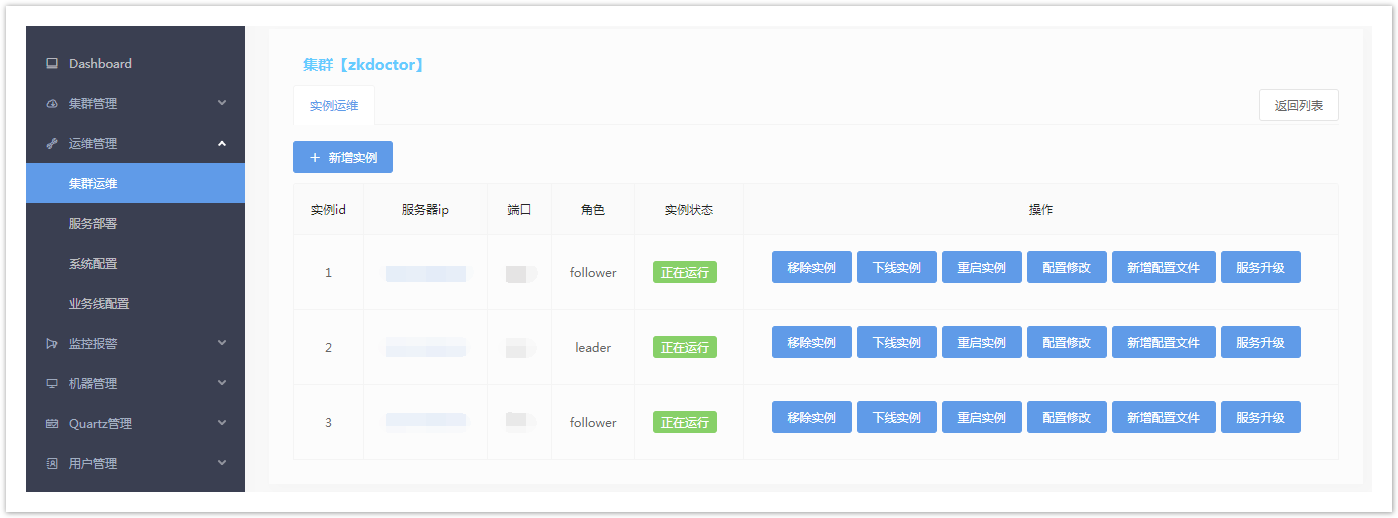 Dashboard
集群管理
运维管理
集群运维
服务部署
系统配置
业务线配置
监控报警
机器管理
Quartz管理
用户管理
集群【zkdoctor】
实例运维
返回列表
+ 新增实例
实例id 服务器ip 端口 角色 实例状态 操作
1 follower 正在运行 移除实例 下线实例 重启实例 配置修改 新增配置文件 服务升级
2 leader 正在运行 移除实例 下线实例 重启实例 配置修改 新增配置文件 服务升级
3 follower 正在运行 移除实例 下线实例 重启实例 配置修改 新增配置文件 服务升级